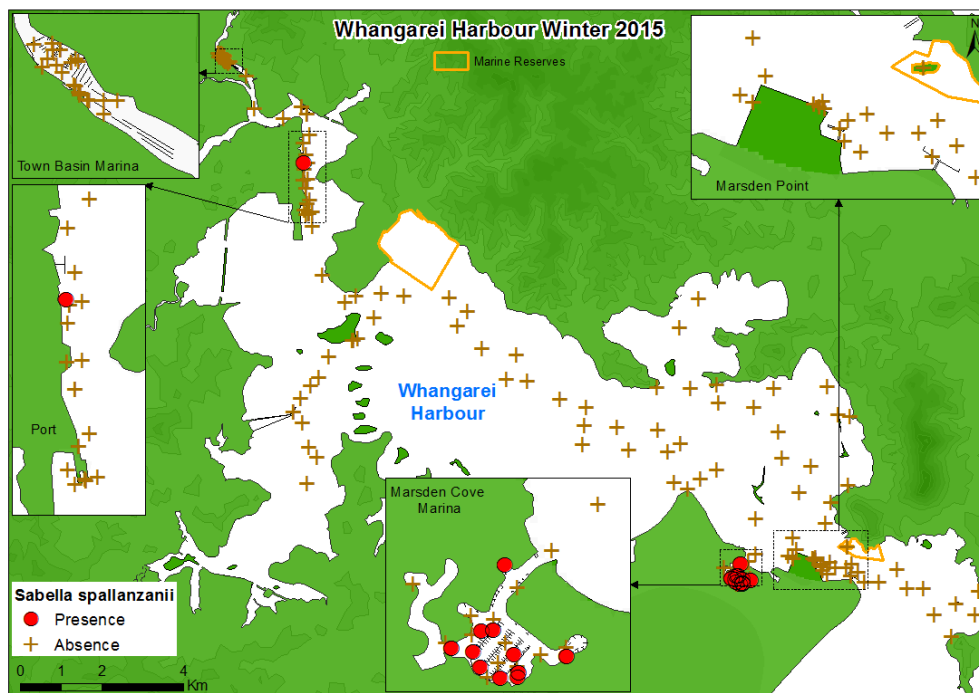 Whangarei Harbour Winter 2015
Marine Reserves
N
Town Basin Marina
Marsden Point
Port
Whangarei
Harbour
Marsden Cove
Marina
Sabella spallanzanii
Presence
Absence
0 1 2 4
Km